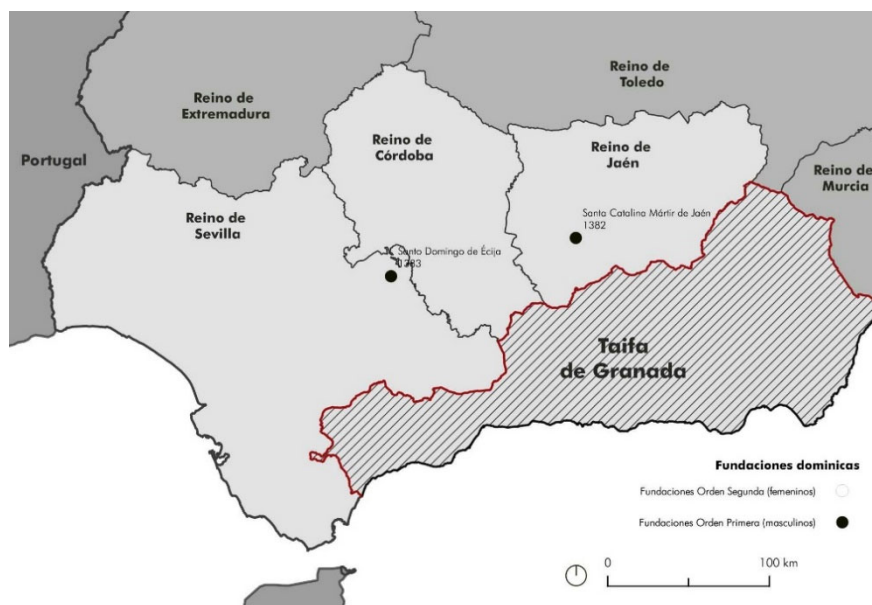 Reino de
Toledo
Reino de
Extremadura
Reino de
Córdoba
Reino de
Jaén
Portugal
Reino de
Murcia
Reino de
Sevilla
Santa Catalina Mártir de Jaén
1382
Santo Domingo de Écija
1383
Taifa
de Granada
Fundaciones dominicas
Fundaciones Orden Segunda (femeninos)
Fundaciones Orden Primera (masculinos)
0
100 km